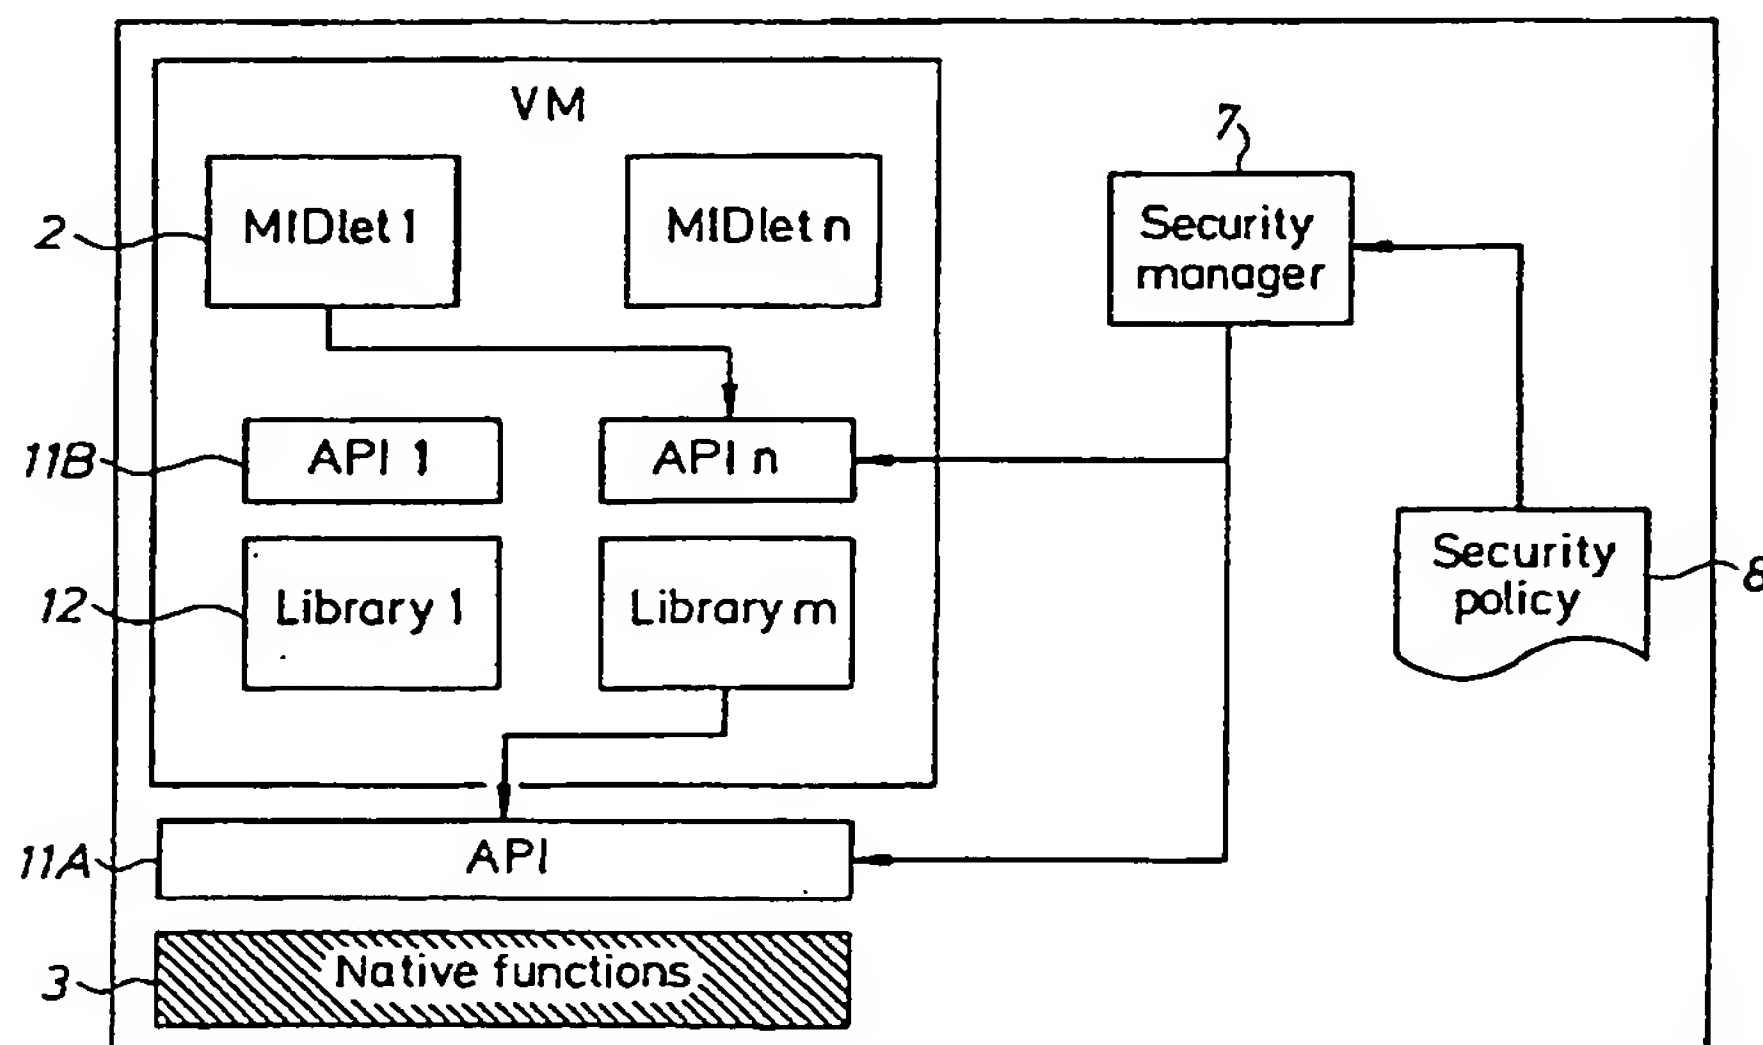 VM
7
2
MIDlet 1
MIDlet n
Security
manager
11B
API 1
API n
Security
policy
8
12
Library 1
Library m
11A
API
3
Native functions